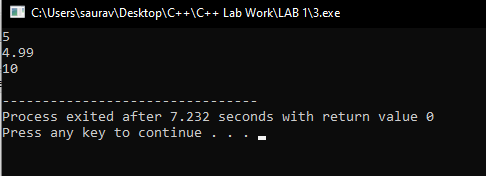 C:\Users\saurav\Desktop\C++\C++ Lab Work\LAB 1\3.exe
5
4.99
10
--------------------------------
Process exited after 7.232 seconds with return value 0
Press any key to continue . . .